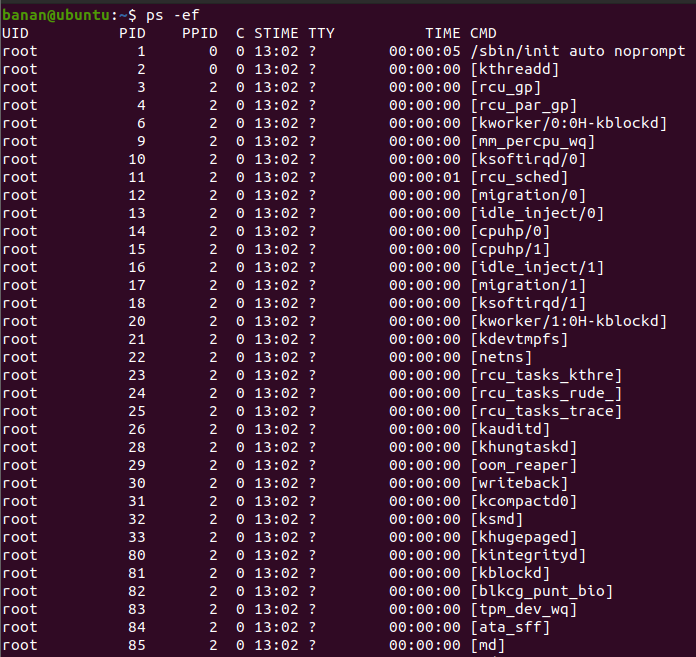 banan@ubuntu:~$ ps -ef
UID PID PPID C STIME TTY TIME CMD
root 1 0 0 13:02 ? 00:00:05 /sbin/init auto noprompt
root 2 0 0 13:02 ? 00:00:00 [kthreadd]
root 3 2 0 13:02 ? 00:00:00 [rcu_gp]
root 4 2 0 13:02 ? 00:00:00 [rcu_par_gp]
root 6 2 0 13:02 ? 00:00:00 [kworker/0:0H-kblockd]
root 9 2 0 13:02 ? 00:00:00 [mm_percpu_wq]
root 10 2 0 13:02 ? 00:00:00 [ksoftirqd/0]
root 11 2 0 13:02 ? 00:00:01 [rcu_sched]
root 12 2 0 13:02 ? 00:00:00 [migration/0]
root 13 2 0 13:02 ? 00:00:00 [idle_inject/0]
root 14 2 0 13:02 ? 00:00:00 [cpuhp/0]
root 15 2 0 13:02 ? 00:00:00 [cpuhp/1]
root 16 2 0 13:02 ? 00:00:00 [idle_inject/1]
root 17 2 0 13:02 ? 00:00:00 [migration/1]
root 18 2 0 13:02 ? 00:00:00 [ksoftirqd/1]
root 20 2 0 13:02 ? 00:00:00 [kworker/1:0H-kblockd]
root 21 2 0 13:02 ? 00:00:00 [kdevtmpfs]
root 22 2 0 13:02 ? 00:00:00 [netns]
root 23 2 0 13:02 ? 00:00:00 [rcu_tasks_kthre]
root 24 2 0 13:02 ? 00:00:00 [rcu_tasks_rude_]
root 25 2 0 13:02 ? 00:00:00 [rcu_tasks_trace]
root 26 2 0 13:02 ? 00:00:00 [kauditd]
root 28 2 0 13:02 ? 00:00:00 [khungtaskd]
root 29 2 0 13:02 ? 00:00:00 [oom_reaper]
root 30 2 0 13:02 ? 00:00:00 [writeback]
root 31 2 0 13:02 ? 00:00:00 [kcompactd0]
root 32 2 0 13:02 ? 00:00:00 [ksmd]
root 33 2 0 13:02 ? 00:00:00 [khugepaged]
root 80 2 0 13:02 ? 00:00:00 [kintegrityd]
root 81 2 0 13:02 ? 00:00:00 [kblockd]
root 82 2 0 13:02 ? 00:00:00 [blkcg_punt_bio]
root 83 2 0 13:02 ? 00:00:00 [tpm_dev_wq]
root 84 2 0 13:02 ? 00:00:00 [ata_sff]
root 85 2 0 13:02 ? 00:00:00 [md]